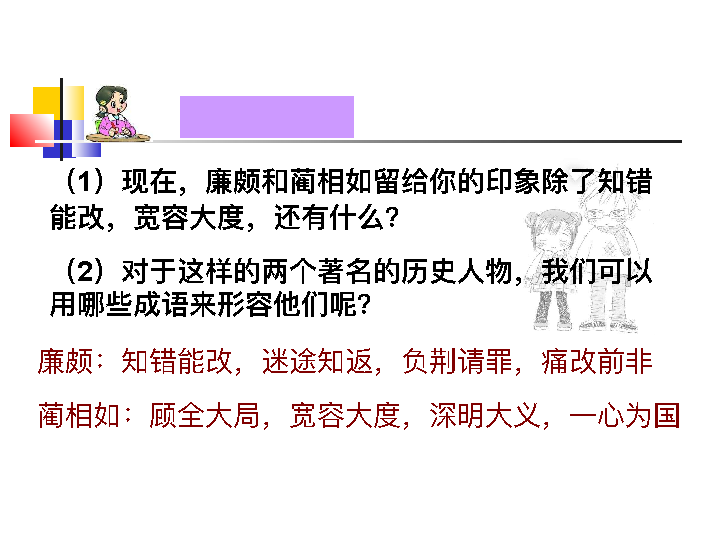 （1）现在，廉颇和蔺相如留给你的印象除了知错
能改，宽容大度，还有什么？
（2）对于这样的两个著名的历史人物，我们可以
用哪些成语来形容他们呢？
廉颇：知错能改，迷途知返，负荆请罪，痛改前非
蔺相如：顾全大局，宽容大度，深明大义，一心为国